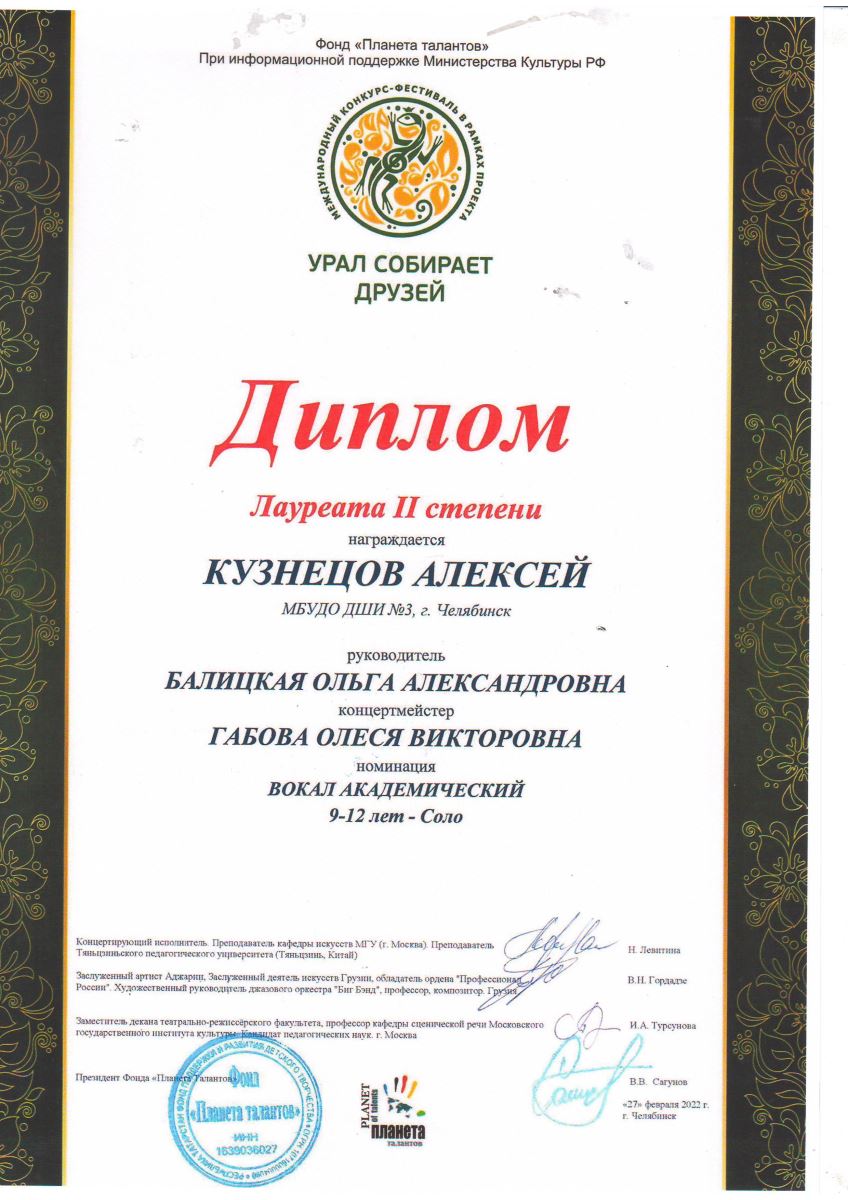 Фонд «Планета талантов»
При информационной поддержке Министерства Культуры РФ
МЕЖДУНАРОДНЫЙ КОНКУРС-ФЕСТИВАЛЬ В РАМКАХ ПРОЕКТА
УРАЛ СОБИРАЕТ
ДРУЗЕЙ
Диплом
Лауреата II степени
награждается
КУЗНЕЦОВ АЛЕКСЕЙ
МБУДО ДШИ №3, г. Челябинск
руководитель
БАЛИЦКАЯ ОЛЬГА АЛЕКСАНДРОВНА
концертмейстер
ГАБОВА ОЛЕСЯ ВИКТОРОВНА
номинация
ВОКАЛ АКАДЕМИЧЕСКИЙ
9-12 лет - Соло
Концертирующий исполнитель. Преподаватель кафедры искусств МГУ (г. Москва). Преподаватель
Тяньцзиньского педагогического университета (Тяньцзинь, Китай)
Н. Левитина
Заслуженный артист Аджарии, Заслуженный деятель искусств Грузии, обладатель ордена "Профессионал
России". Художественный руководитель джазового оркестра "Биг Бэнд", профессор, композитор. Грузия
В.Н. Гордадзе
Заместитель декана театрально-режиссёрского факультета, профессор кафедры сценической речи Московского
государственного института культуры. Кандидат педагогических наук. г. Москва
И.А. Турсунова
Президент Фонда «Планета Талантов»
В.В. Сагунов
«27» февраля 2022 г.
г. Челябинск
Фонд
«Планета талантов»
ИНН
1639036027
PLANET
of talents
планета
талантов